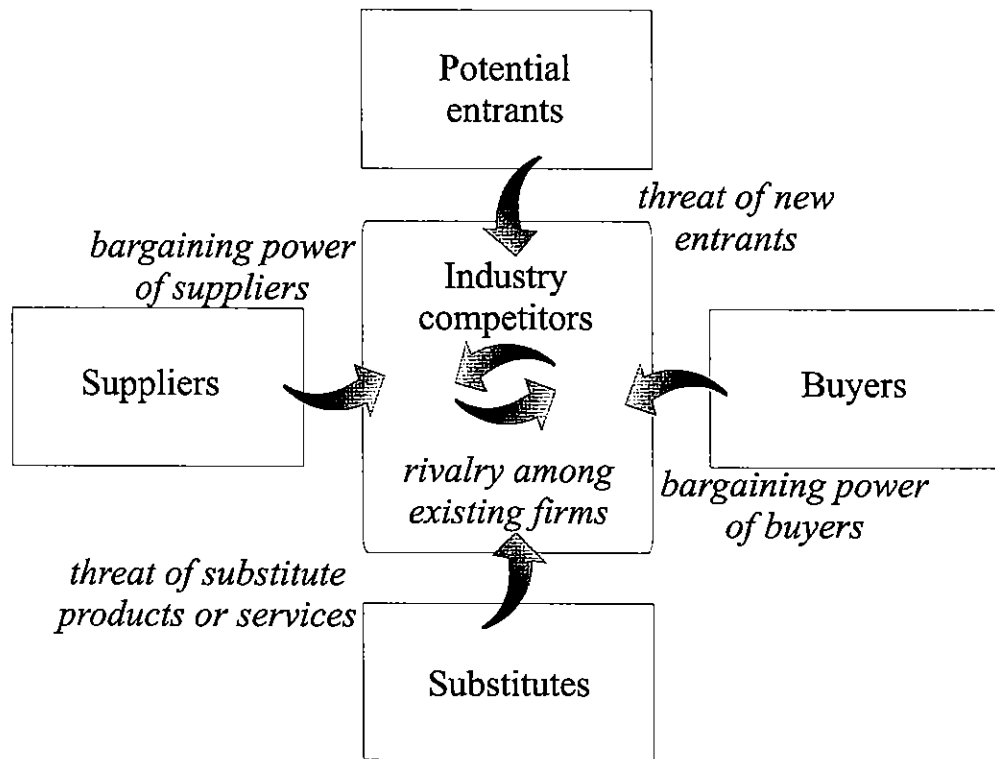 Potential
entrants
threat of new
entrants
bargaining power
of suppliers
Industry
competitors
Suppliers
Buyers
rivalry among
existing firms
bargaining power
of buyers
threat of substitute
products or services
Substitutes